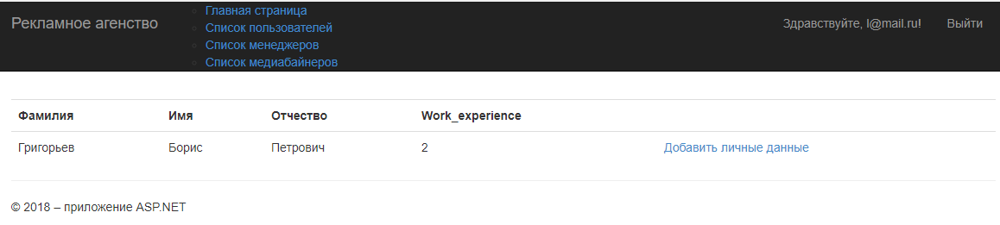 Рекламное агенство
Главная страница
Список пользователей
Список менеджеров
Список медиабайнеров
Здравствуйте, l@mail.ru! Выйти
Фамилия Имя Отчество Work_experience
Григорьев Борис Петрович 2 Добавить личные данные
© 2018 – приложение ASP.NET